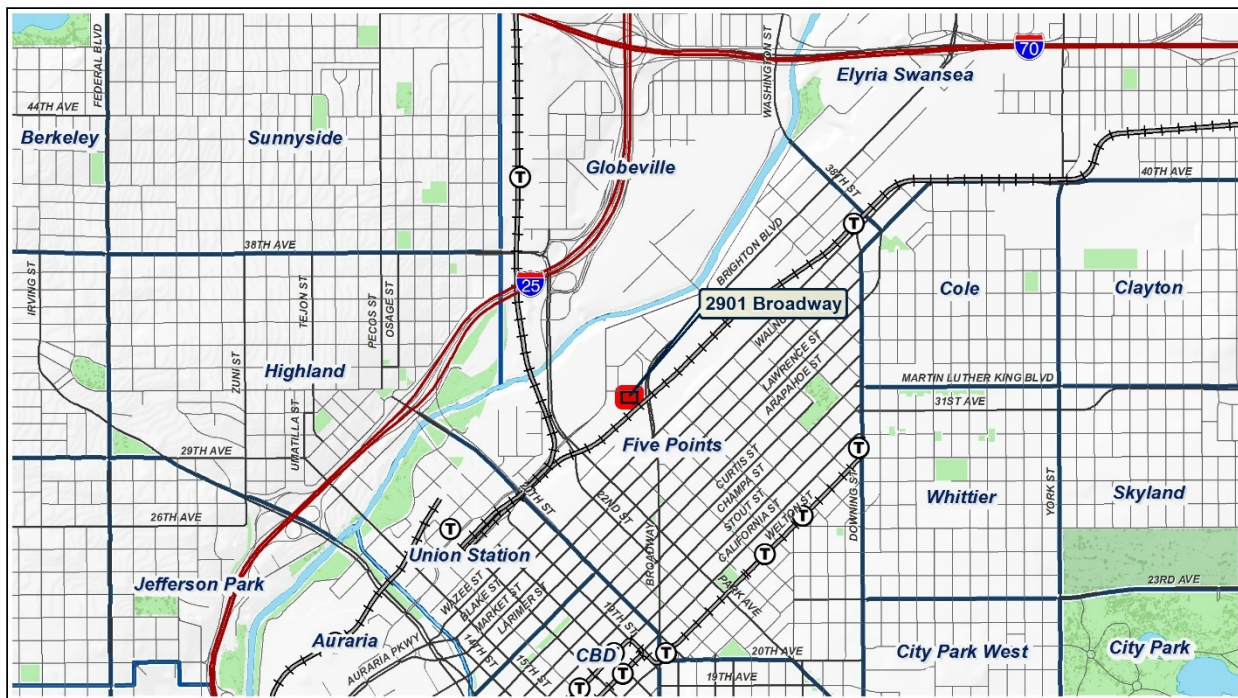 FEDERAL BLVD
WASHINGTON ST
70
Elyria Swansea
44TH AVE
Berkeley
Sunnyside
Globeville
38TH ST
40TH AVE
38TH AVE
BRIGHTON BLVD
IRVING ST
25
TEJON ST
PECOS ST
OSAGE ST
2901 Broadway
Cole
Clayton
ZUNI ST
Highland
LAWRENCE ST
ARAPAHOE ST
MARTIN LUTHER KING BLVD
31ST AVE
UMATILLA ST
29TH AVE
Five Points
CURTIS ST
CHAMPA ST
STOUT ST
CALIFORNIA ST
WELTON ST
DOWNING ST
YORK ST
Whittier
Skyland
20TH ST
22ND ST
26TH AVE
T
T
T
T
T
T
T
T
T
T
Union Station
BROADWAY
Jefferson Park
PARK AVE
23RD AVE
WAZEE ST
BLAKE ST
MARKET ST
LARIMER ST
19TH ST
Auraria
AURARIA PKWY
14TH ST
15TH ST
CBD
20TH AVE
19TH AVE
City Park West
City Park